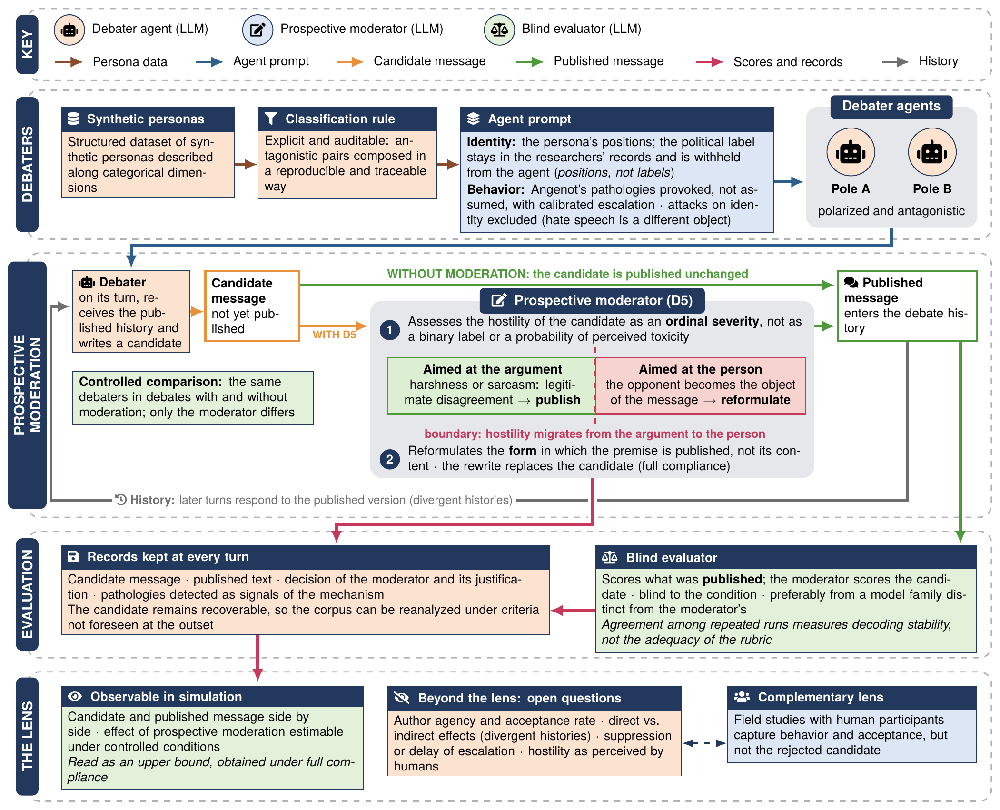 KEY
Debater agent (LLM)
Prospective moderator (LLM)
Blind evaluator (LLM)
Persona data
Agent prompt
Candidate message
Published message
Scores and records
History
DEBATERS
Synthetic personas
Structured dataset of syn-
thetic personas described
along categorical dimen-
sions
Classification rule
Explicit and auditable: an-
tagonistic pairs composed in
a reproducible and traceable
way
Agent prompt
Identity: the persona's positions; the political label
stays in the researchers' records and is withheld
from the agent (positions, not labels)
Behavior: Angenot's pathologies provoked, not as-
sumed, with calibrated escalation · attacks on iden-
tity excluded (hate speech is a different object)
Debater agents
Pole A
Pole B
polarized and antagonistic
PROSPECTIVE
MODERATION
Debater
on its turn, re-
ceives the pub-
lished history and
writes a candidate
Candidate
message
not yet pub-
lished
WITHOUT MODERATION: the candidate is published unchanged
WITH D5
Prospective moderator (D5)
1
Assesses the hostility of the candidate as an ordinal severity, not as
a binary label or a probability of perceived toxicity
Aimed at the argument
harshness or sarcasm: legiti-
mate disagreement → publish
Aimed at the person
the opponent becomes the object
of the message → reformulate
boundary: hostility migrates from the argument to the person
2
Reformulates the form in which the premise is published, not its con-
tent · the rewrite replaces the candidate (full compliance)
Published
message
enters the debate his-
tory
Controlled comparison: the same
debaters in debates with and without
moderation; only the moderator differs
History: later turns respond to the published version (divergent histories)
EVALUATION
Records kept at every turn
Candidate message · published text · decision of the moderator and its justifica-
tion · pathologies detected as signals of the mechanism
The candidate remains recoverable, so the corpus can be reanalyzed under criteria
not foreseen at the outset
Blind evaluator
Scores what was published; the moderator scores the candi-
date · blind to the condition · preferably from a model family dis-
tinct from the moderator's
Agreement among repeated runs measures decoding stability,
not the adequacy of the rubric
THE LENS
Observable in simulation
Candidate and published message side by
side · effect of prospective moderation estimable
under controlled conditions
Read as an upper bound, obtained under full com-
pliance
Beyond the lens: open questions
Author agency and acceptance rate · direct vs.
indirect effects (divergent histories) · suppression
or delay of escalation · hostility as perceived by
humans
Complementary lens
Field studies with human participants
capture behavior and acceptance, but
not the rejected candidate